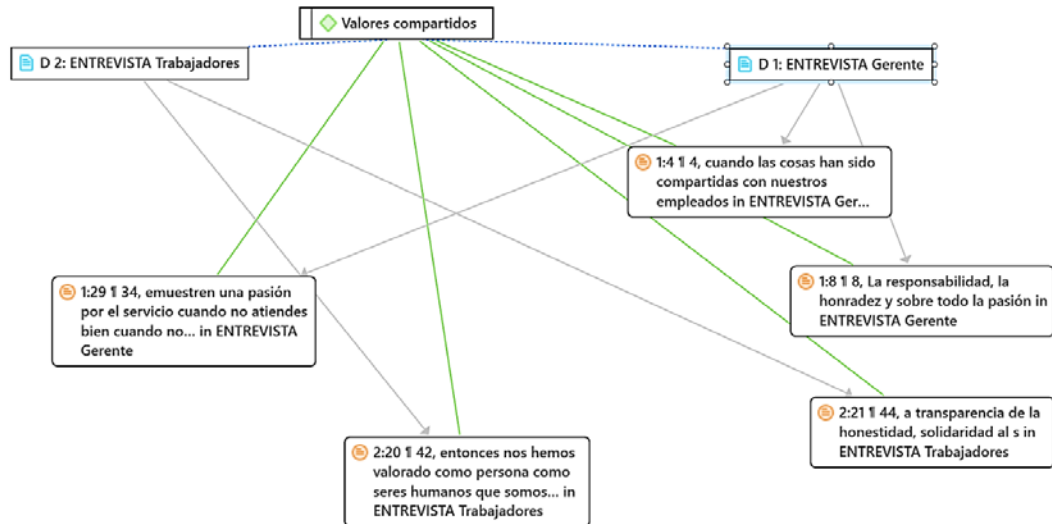 Valores compartidos
D 2: ENTREVISTA Trabajadores
D 1: ENTREVISTA Gerente
1:4 ¶ 4, cuando las cosas han sido
compartidas con nuestros
empleados in ENTREVISTA Ger...
1:8 ¶ 8, La responsabilidad, la
honradez y sobre todo la pasión in
ENTREVISTA Gerente
1:29 ¶ 34, emuestren una pasión
por el servicio cuando no atiendes
bien cuando no... in ENTREVISTA
Gerente
2:21 ¶ 44, a transparencia de la
honestidad, solidaridad al s in
ENTREVISTA Trabajadores
2:20 ¶ 42, entonces nos hemos
valorado como persona como
seres humanos que somos... in
ENTREVISTA Trabajadores